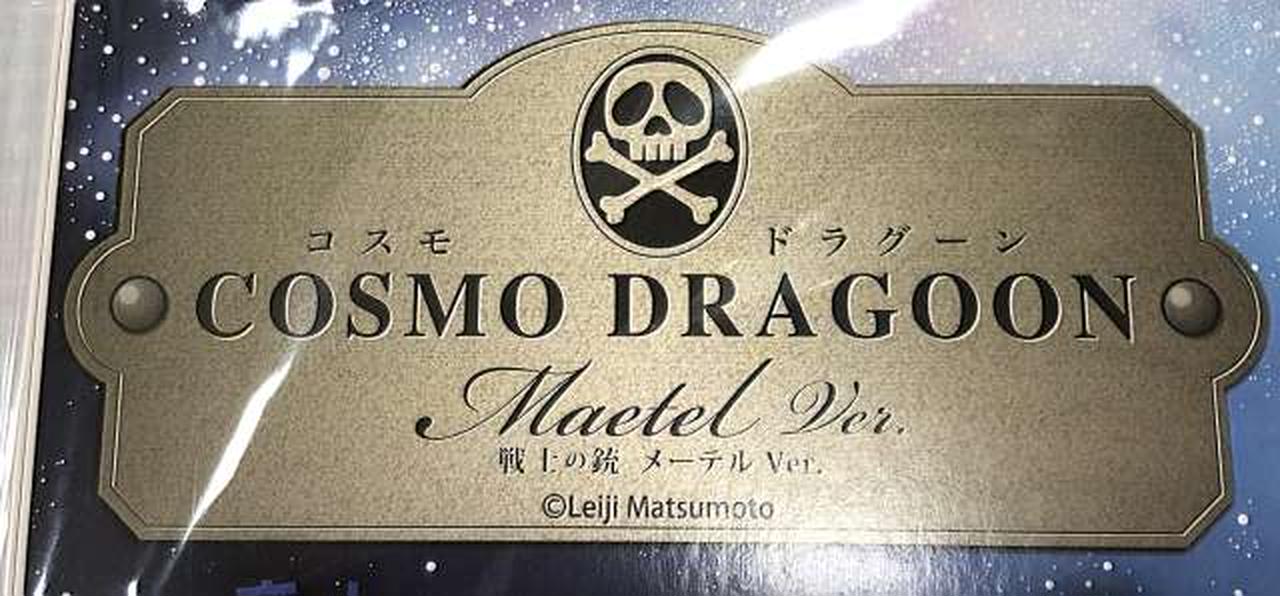 コスモ ドラグーン
COSMO DRAGOON
Maetel Ver.
戦士の銃 メーテル Ver.
©Leiji Matsumoto